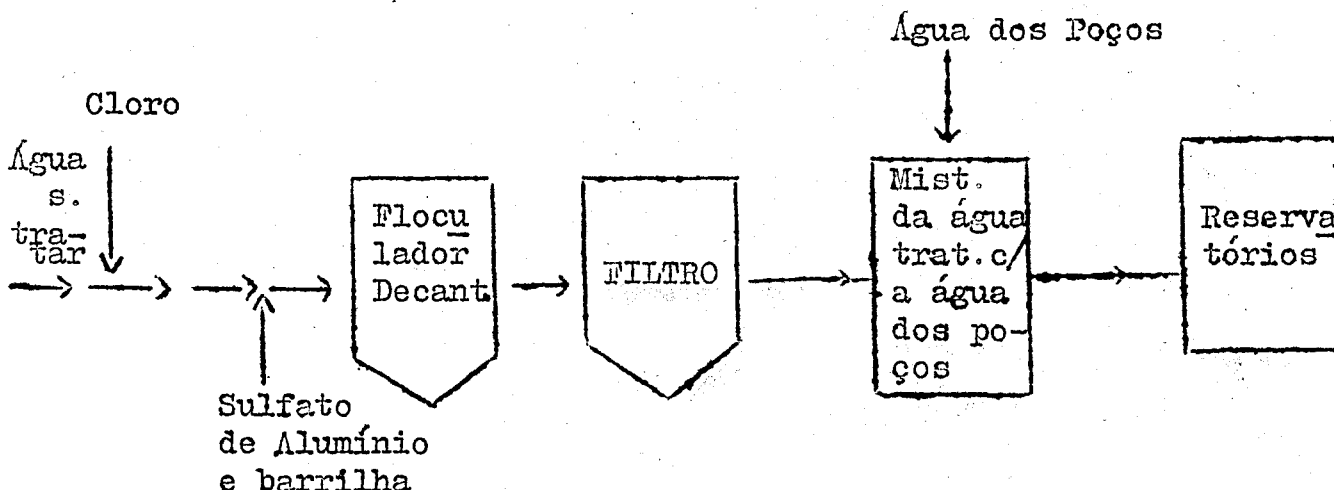 Água dos Poços
Cloro
Água
s.
tra-
tar
Flocu
lador
Decant.
FILTRO
Mist.
da água
trat.c/
a água
dos po-
ços
Reserva
tórios
Sulfato
de Alumínio
e barrilha